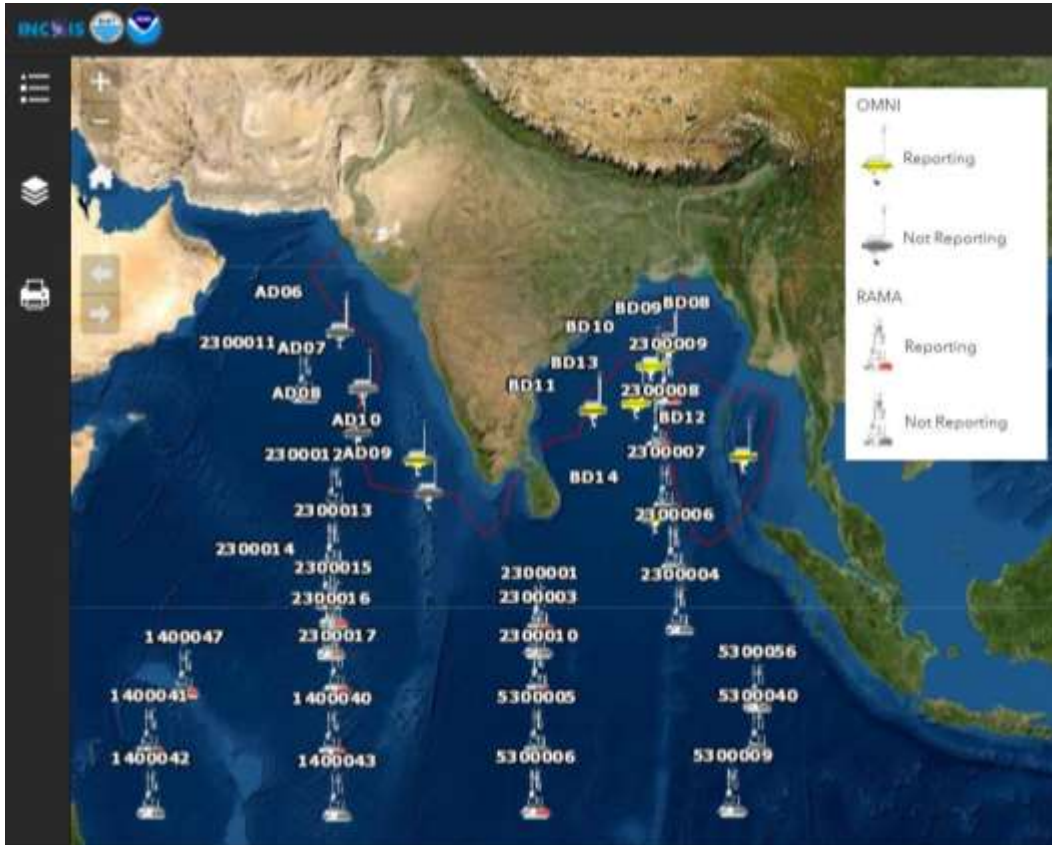 INCOIS
OMNI
Reporting
Not Reporting
RAMA
Reporting
Not Reporting
AD06
BD09
BD08
BD10
2300011
AD07
2300009
BD13
AD08
BD11
2300008
AD10
BD12
2300012
AD09
2300007
BD14
2300013
2300006
2300014
2300015
2300001
2300004
2300016
2300003
1400047
2300017
2300010
5300056
1400041
1400040
5300005
5300040
1400042
1400043
5300006
5300009